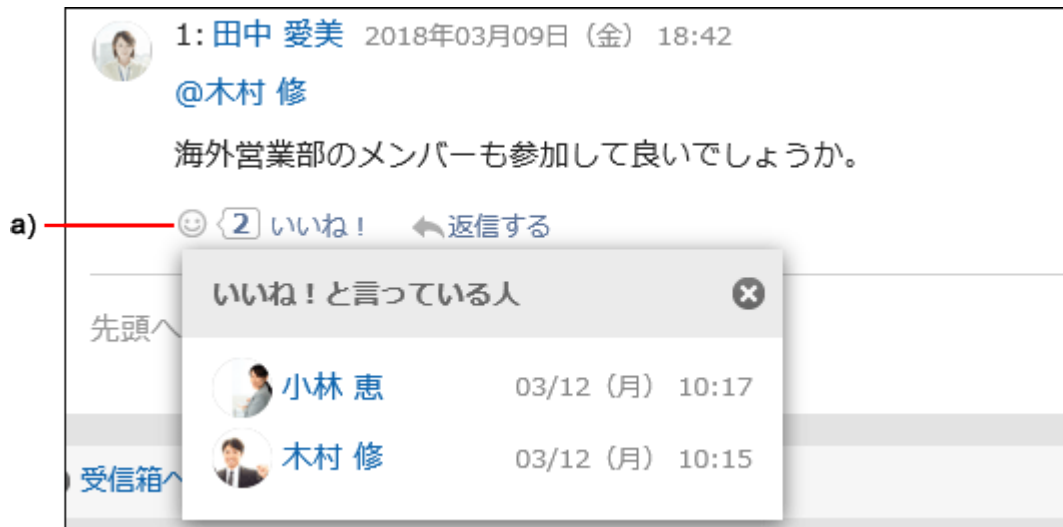 1: 田中 愛美 2018年03月09日（金） 18:42
@木村 修
海外営業部のメンバーも参加して良いでしょうか。
a) 2 いいね！ 返信する
いいね！と言っている人
先頭へ
小林 恵 03/12（月） 10:17
木村 修 03/12（月） 10:15
受信箱へ